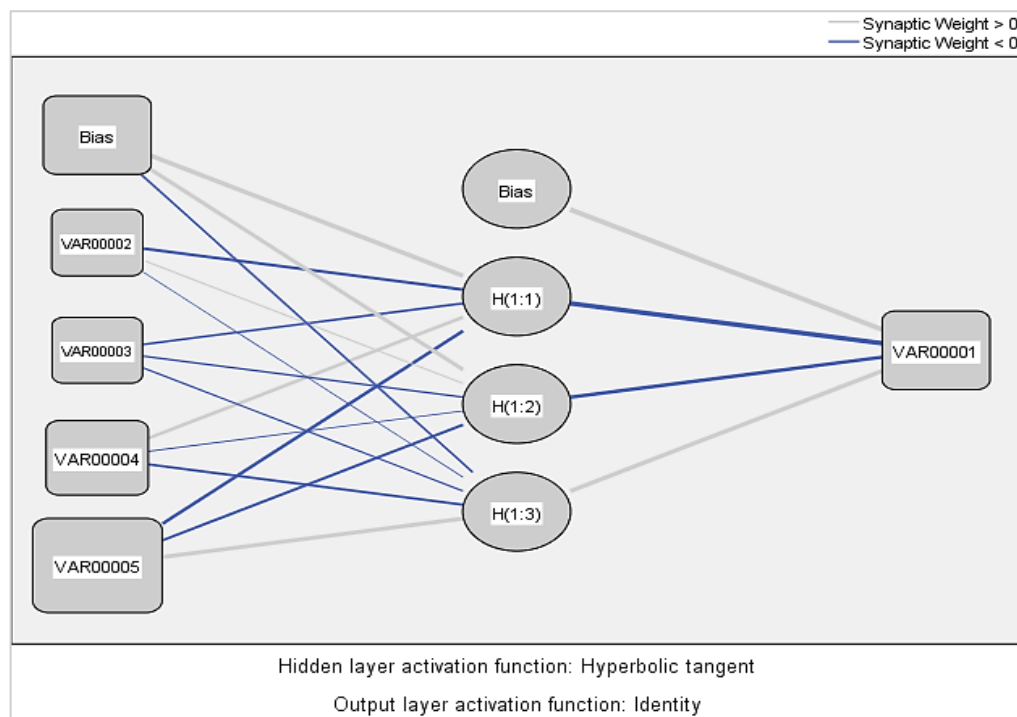 Synaptic Weight > 0
Synaptic Weight < 0
Bias
VAR00002
VAR00003
VAR00004
VAR00005
Bias
H(1:1)
H(1:2)
H(1:3)
VAR00001
Hidden layer activation function: Hyperbolic tangent
Output layer activation function: Identity